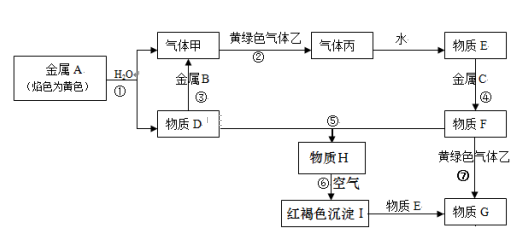 金属A
（焰色为黄色）
H₂O
①
气体甲
黄绿色气体乙
②
气体丙
水
物质E
金属B
③
金属C
④
物质D
⑤
物质F
物质H
黄绿色气体乙
⑦
⑥空气
红褐色沉淀I
物质E
物质G